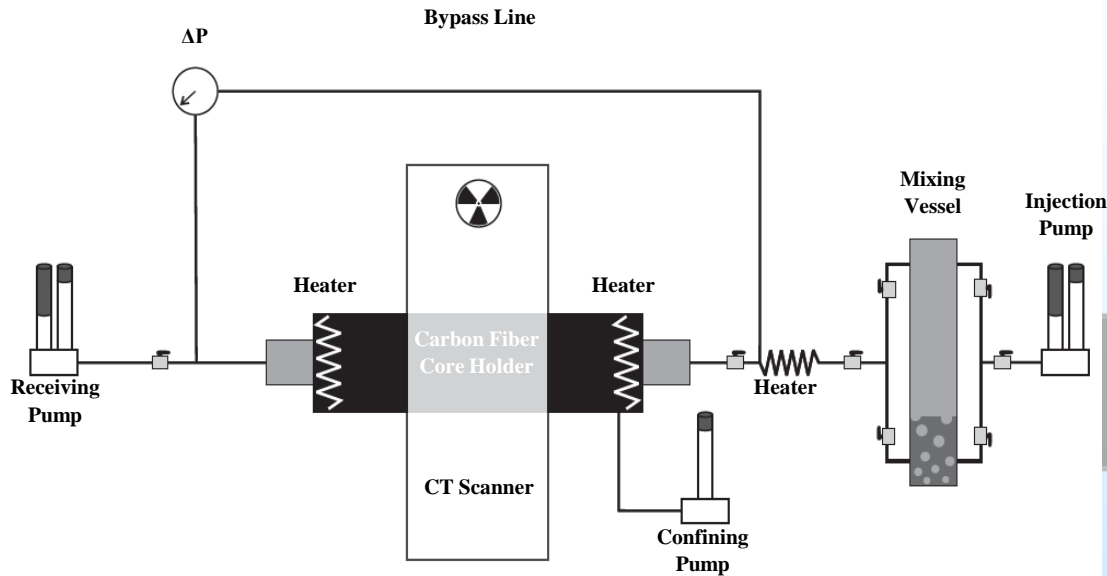 Bypass Line
ΔP
Mixing
Vessel
Injection
Pump
Heater
Heater
Carbon Fiber
Core Holder
Receiving
Pump
Heater
CT Scanner
Confining
Pump